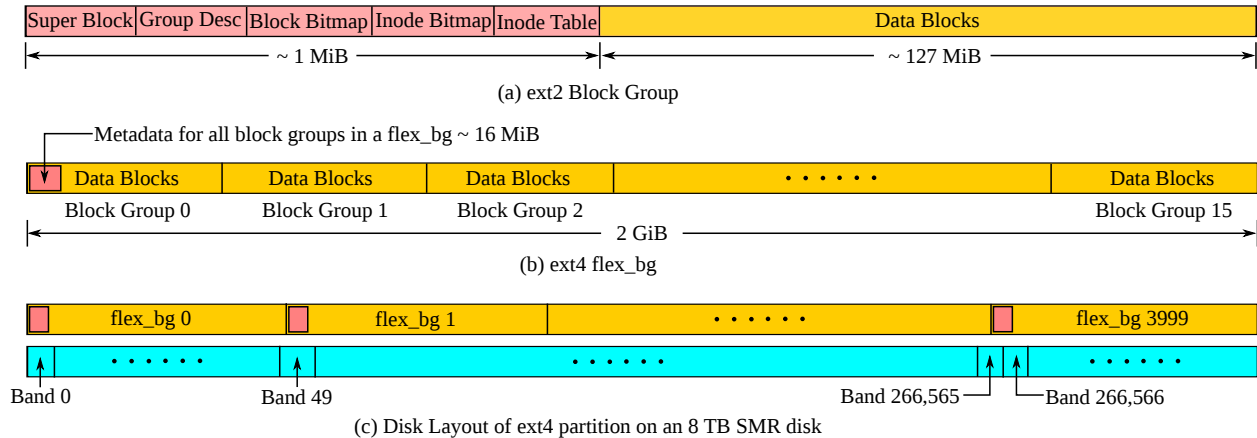 Super Block Group Desc Block Bitmap Inode Bitmap Inode Table Data Blocks
~ 1 MiB ~ 127 MiB
(a) ext2 Block Group
Metadata for all block groups in a flex_bg ~ 16 MiB
Data Blocks Data Blocks Data Blocks Data Blocks
Block Group 0 Block Group 1 Block Group 2 Block Group 15
2 GiB
(b) ext4 flex_bg
flex_bg 0 flex_bg 1 flex_bg 3999
Band 0 Band 49 Band 266,565 Band 266,566
(c) Disk Layout of ext4 partition on an 8 TB SMR disk